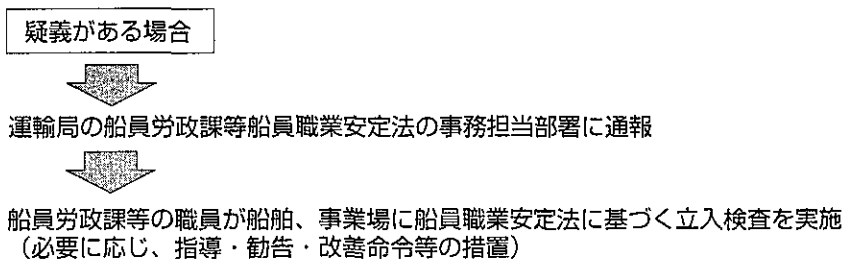 疑義がある場合
運輸局の船員労政課等船員職業安定法の事務担当部署に通報
船員労政課等の職員が船舶、事業場に船員職業安定法に基づく立入検査を実施
（必要に応じ、指導・勧告・改善命令等の措置）